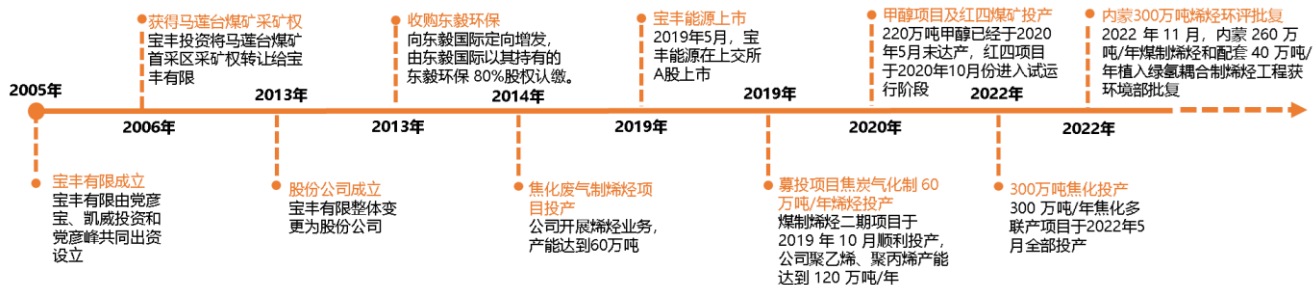 获得马莲台煤矿采矿权
宝丰投资将马莲台煤矿
首采区采矿权转让给宝
丰有限
收购东毅环保
向东毅国际定向增发，
由东毅国际以其持有的
东毅环保 80%股权认缴。
宝丰能源上市
2019年5月，宝
丰能源在上交所
A股上市
甲醇项目及红四煤矿投产
220万吨甲醇已经于2020
年5月末达产，红四项目
于2020年10月份进入试运
行阶段
内蒙300万吨烯烃环评批复
2022 年 11 月，内蒙 260 万
吨/年煤制烯烃和配套 40 万吨/
年植入绿氢耦合制烯烃工程获
环境部批复
2005年
2013年
2014年
2019年
2022年
2006年
2013年
2019年
2020年
2022年
宝丰有限成立
宝丰有限由党彦
宝、凯威投资和
党彦峰共同出资
设立
股份公司成立
宝丰有限整体变
更为股份公司
焦化废气制烯烃项
目投产
公司开展烯烃业务，
产能达到60万吨
募投项目焦炭气化制 60
万吨/年烯烃投产
煤制烯烃二期项目于
2019 年 10 月顺利投产，
公司聚乙烯、聚丙烯产能
达到 120 万吨/年
300万吨焦化投产
300 万吨/年焦化多
联产项目于2022年5
月全部投产